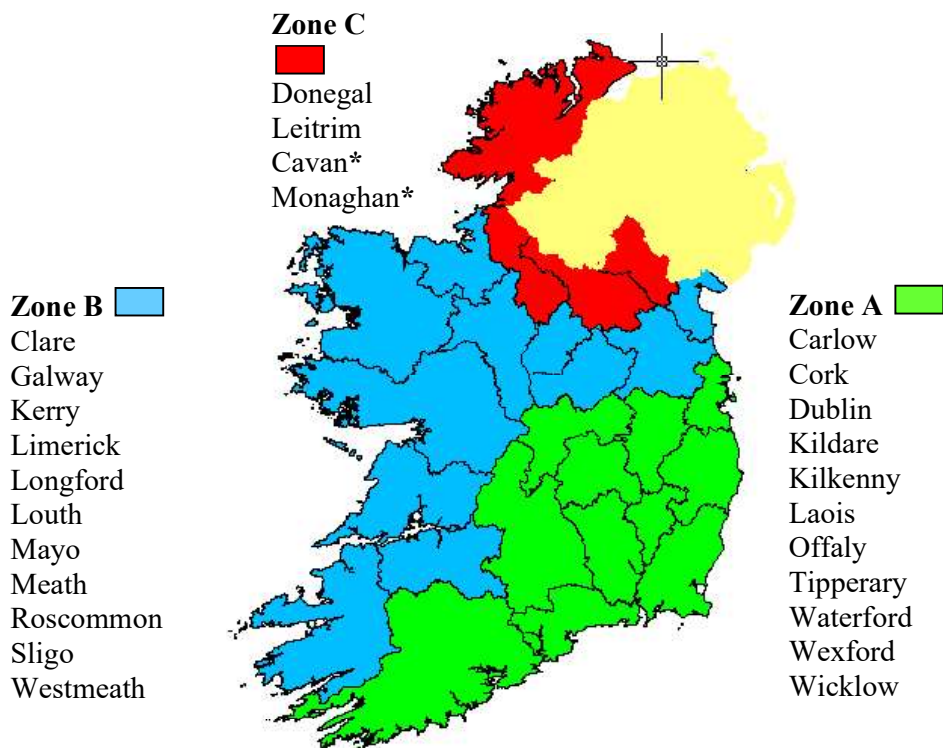 Zone C
Donegal
Leitrim
Cavan*
Monaghan*
Zone B
Clare
Galway
Kerry
Limerick
Longford
Louth
Mayo
Meath
Roscommon
Sligo
Westmeath
Zone A
Carlow
Cork
Dublin
Kildare
Kilkenny
Laois
Offaly
Tipperary
Waterford
Wexford
Wicklow